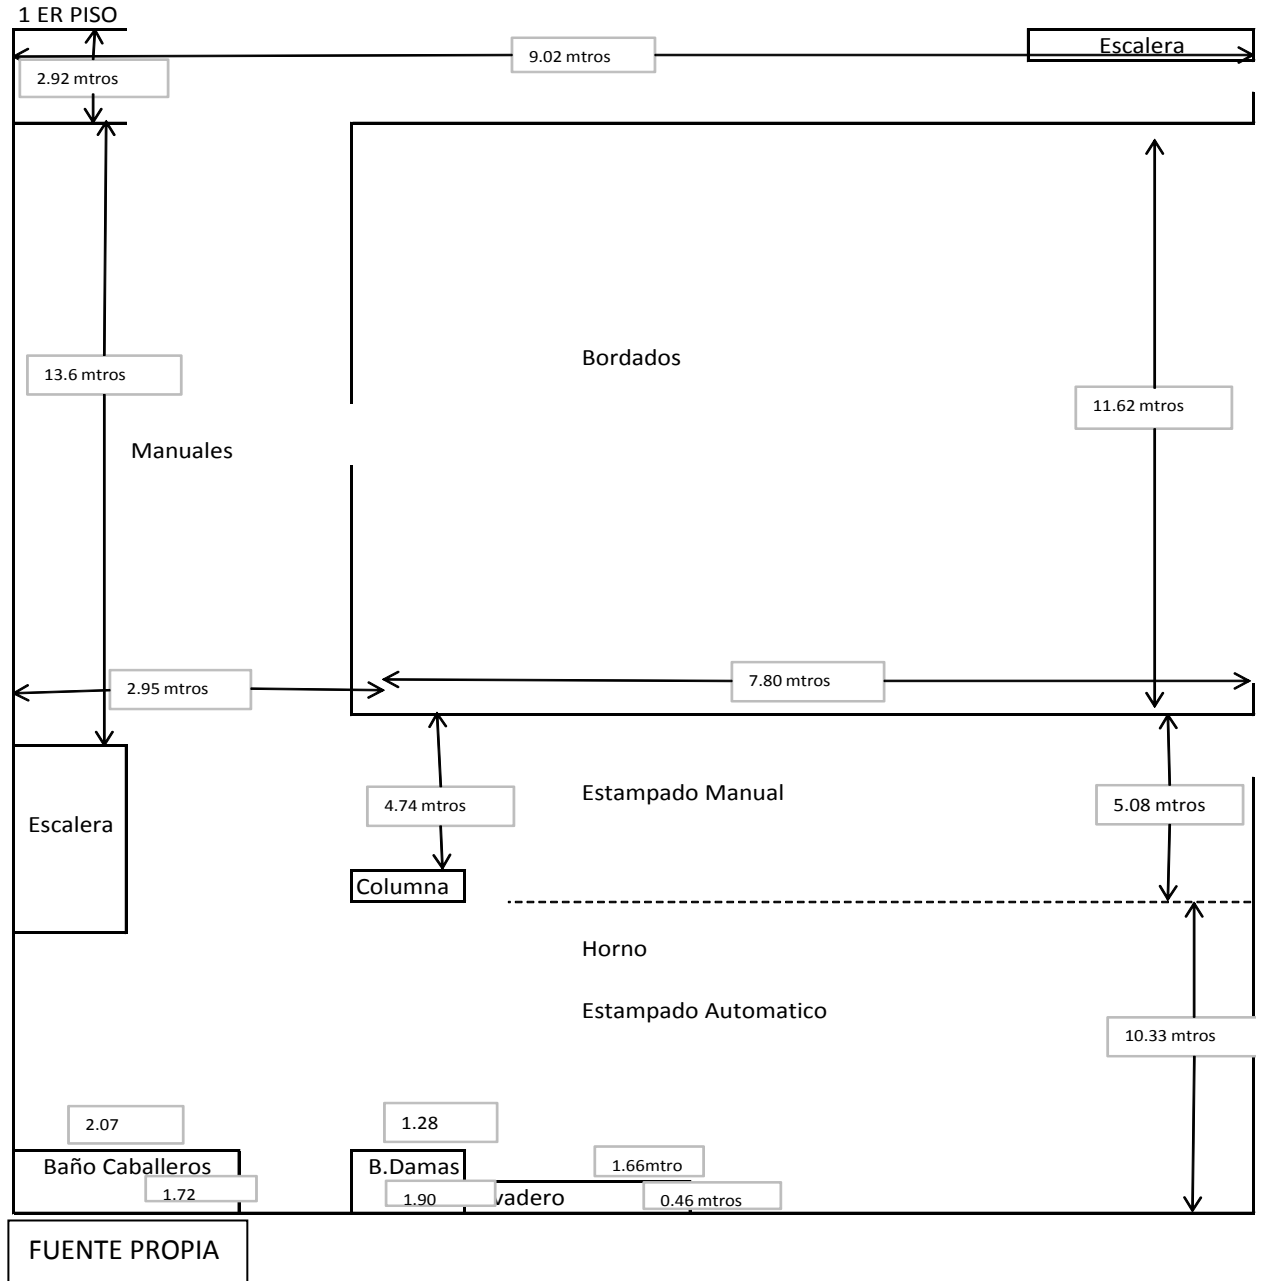 1 ER PISO
Escalera
9.02 mtros
2.92 mtros
Bordados
13.6 mtros
11.62 mtros
Manuales
2.95 mtros
7.80 mtros
Estampado Manual
4.74 mtros
5.08 mtros
Escalera
Columna
Horno
Estampado Automatico
10.33 mtros
2.07
1.28
Baño Caballeros
B.Damas
1.66mtro
1.72
1.90
vadero
0.46 mtros
FUENTE PROPIA